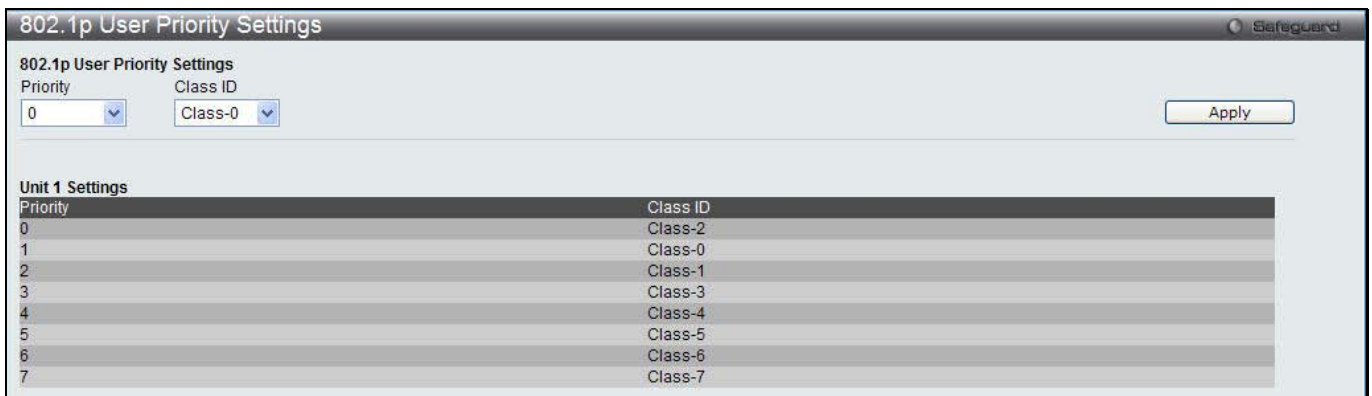 802.1p User Priority Settings
Safeguard
802.1p User Priority Settings
Priority Class ID
0 Class-0 Apply
Unit 1 Settings
Priority Class ID
0 Class-2
1 Class-0
2 Class-1
3 Class-3
4 Class-4
5 Class-5
6 Class-6
7 Class-7